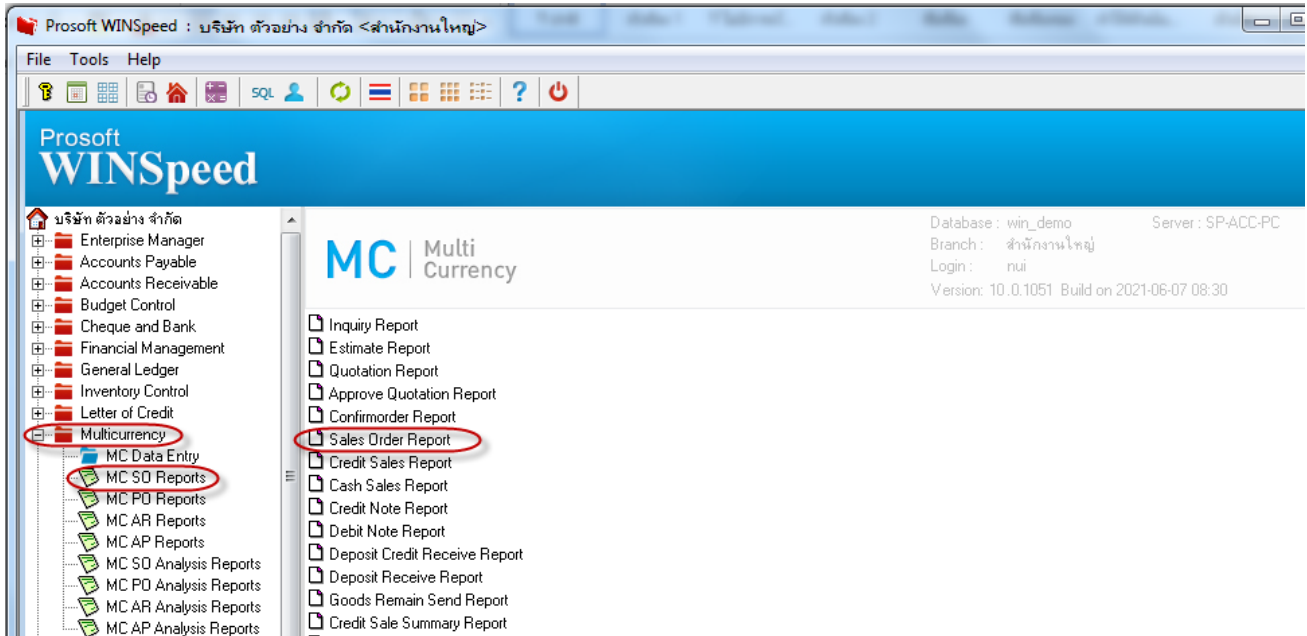 Prosoft WINSpeed : บริษัท ตัวอย่าง จำกัด <สำนักงานใหญ่>
File Tools Help
SQL
Prosoft
WINSpeed
บริษัท ตัวอย่าง จำกัด
Enterprise Manager
Accounts Payable
Accounts Receivable
Budget Control
Cheque and Bank
Financial Management
General Ledger
Inventory Control
Letter of Credit
Multicurrency
MC Data Entry
MC SO Reports
MC PO Reports
MC AR Reports
MC AP Reports
MC SO Analysis Reports
MC PO Analysis Reports
MC AR Analysis Reports
MC AP Analysis Reports
MC Multi
Currency
Database : win_demo Server : SP-ACC-PC
Branch : สำนักงานใหญ่
Login : nui
Version: 10.0.1051 Build on 2021-06-07 08:30
Inquiry Report
Estimate Report
Quotation Report
Approve Quotation Report
Confirmorder Report
Sales Order Report
Credit Sales Report
Cash Sales Report
Credit Note Report
Debit Note Report
Deposit Credit Receive Report
Deposit Receive Report
Goods Remain Send Report
Credit Sale Summary Report